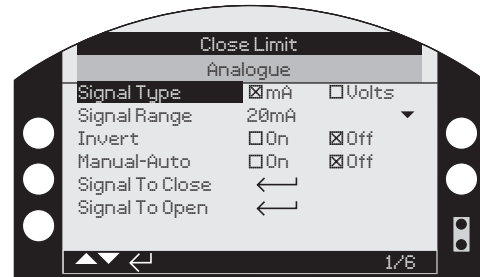 Close Limit
Analogue
Signal Type ☒mA ☐Volts
Signal Range 20mA
Invert ☐On ☒Off
Manual-Auto ☐On ☒Off
Signal To Close
Signal To Open
1/6